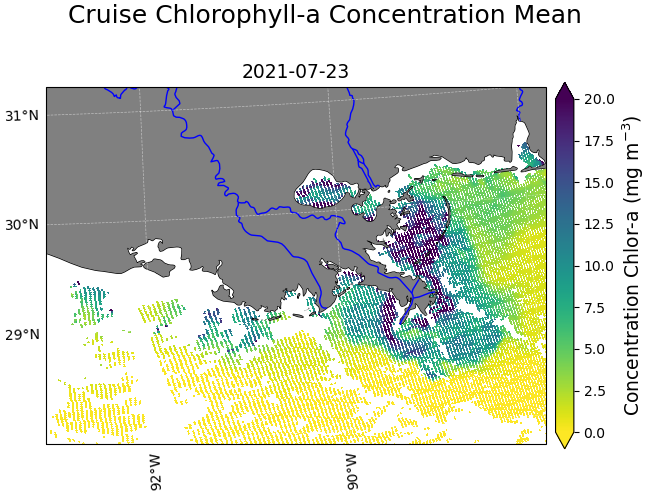 Cruise Chlorophyll-a Concentration Mean
2021-07-23
31°N
30°N
29°N
92°W
90°W
20.0
17.5
15.0
12.5
10.0
7.5
5.0
2.5
0.0
Concentration Chlor-a (mg m⁻³)